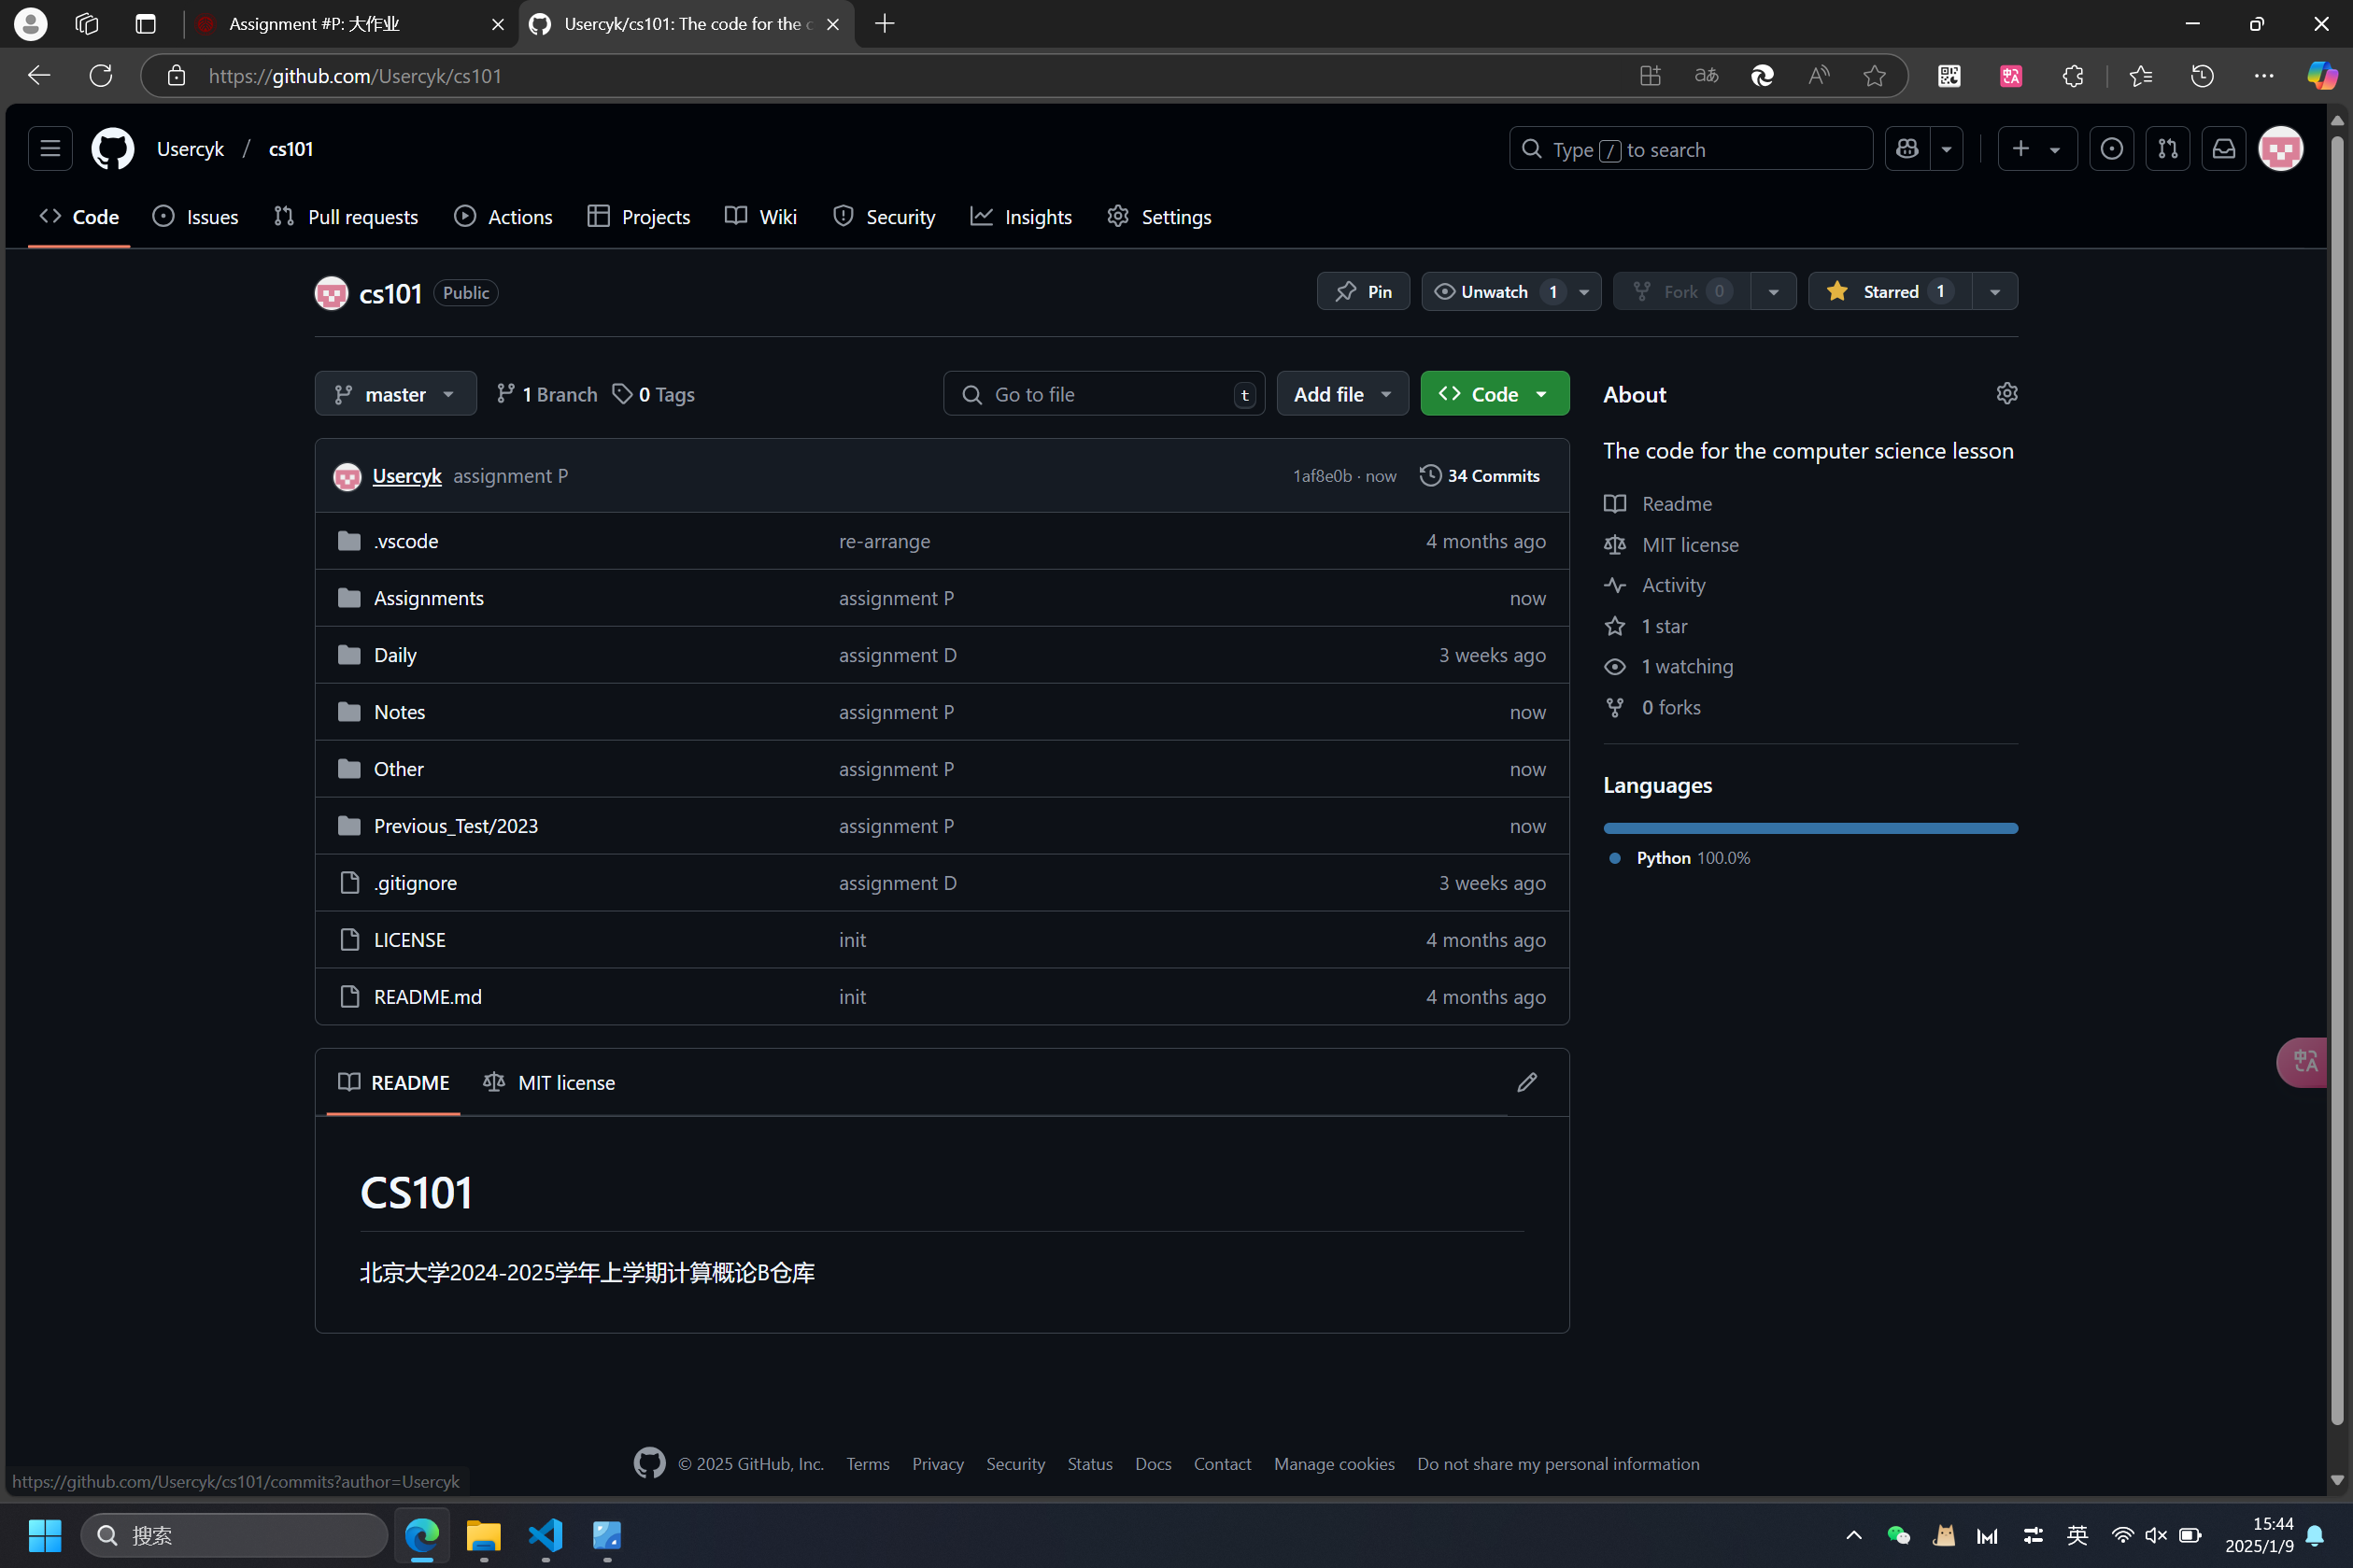 Assignment #P: 大作业
Usercyk/cs101: The code for the c
https://github.com/Usercyk/cs101
Usercyk / cs101
Type / to search
Code
Issues
Pull requests
Actions
Projects
Wiki
Security
Insights
Settings
cs101 Public
Pin
Unwatch 1
Fork 0
Starred 1
master
1 Branch
0 Tags
Go to file t
Add file
Code
Usercyk assignment P 1af8e0b · now 34 Commits
.vscode re-arrange 4 months ago
Assignments assignment P now
Daily assignment D 3 weeks ago
Notes assignment P now
Other assignment P now
Previous_Test/2023 assignment P now
.gitignore assignment D 3 weeks ago
LICENSE init 4 months ago
README.md init 4 months ago
About
The code for the computer science lesson
Readme
MIT license
Activity
1 star
1 watching
0 forks
Languages
Python 100.0%
README
MIT license
CS101
北京大学2024-2025学年上学期计算概论B仓库
© 2025 GitHub, Inc. Terms Privacy Security Status Docs Contact Manage cookies Do not share my personal information
https://github.com/Usercyk/cs101/commits?author=Usercyk
搜索
英
15:44
2025/1/9